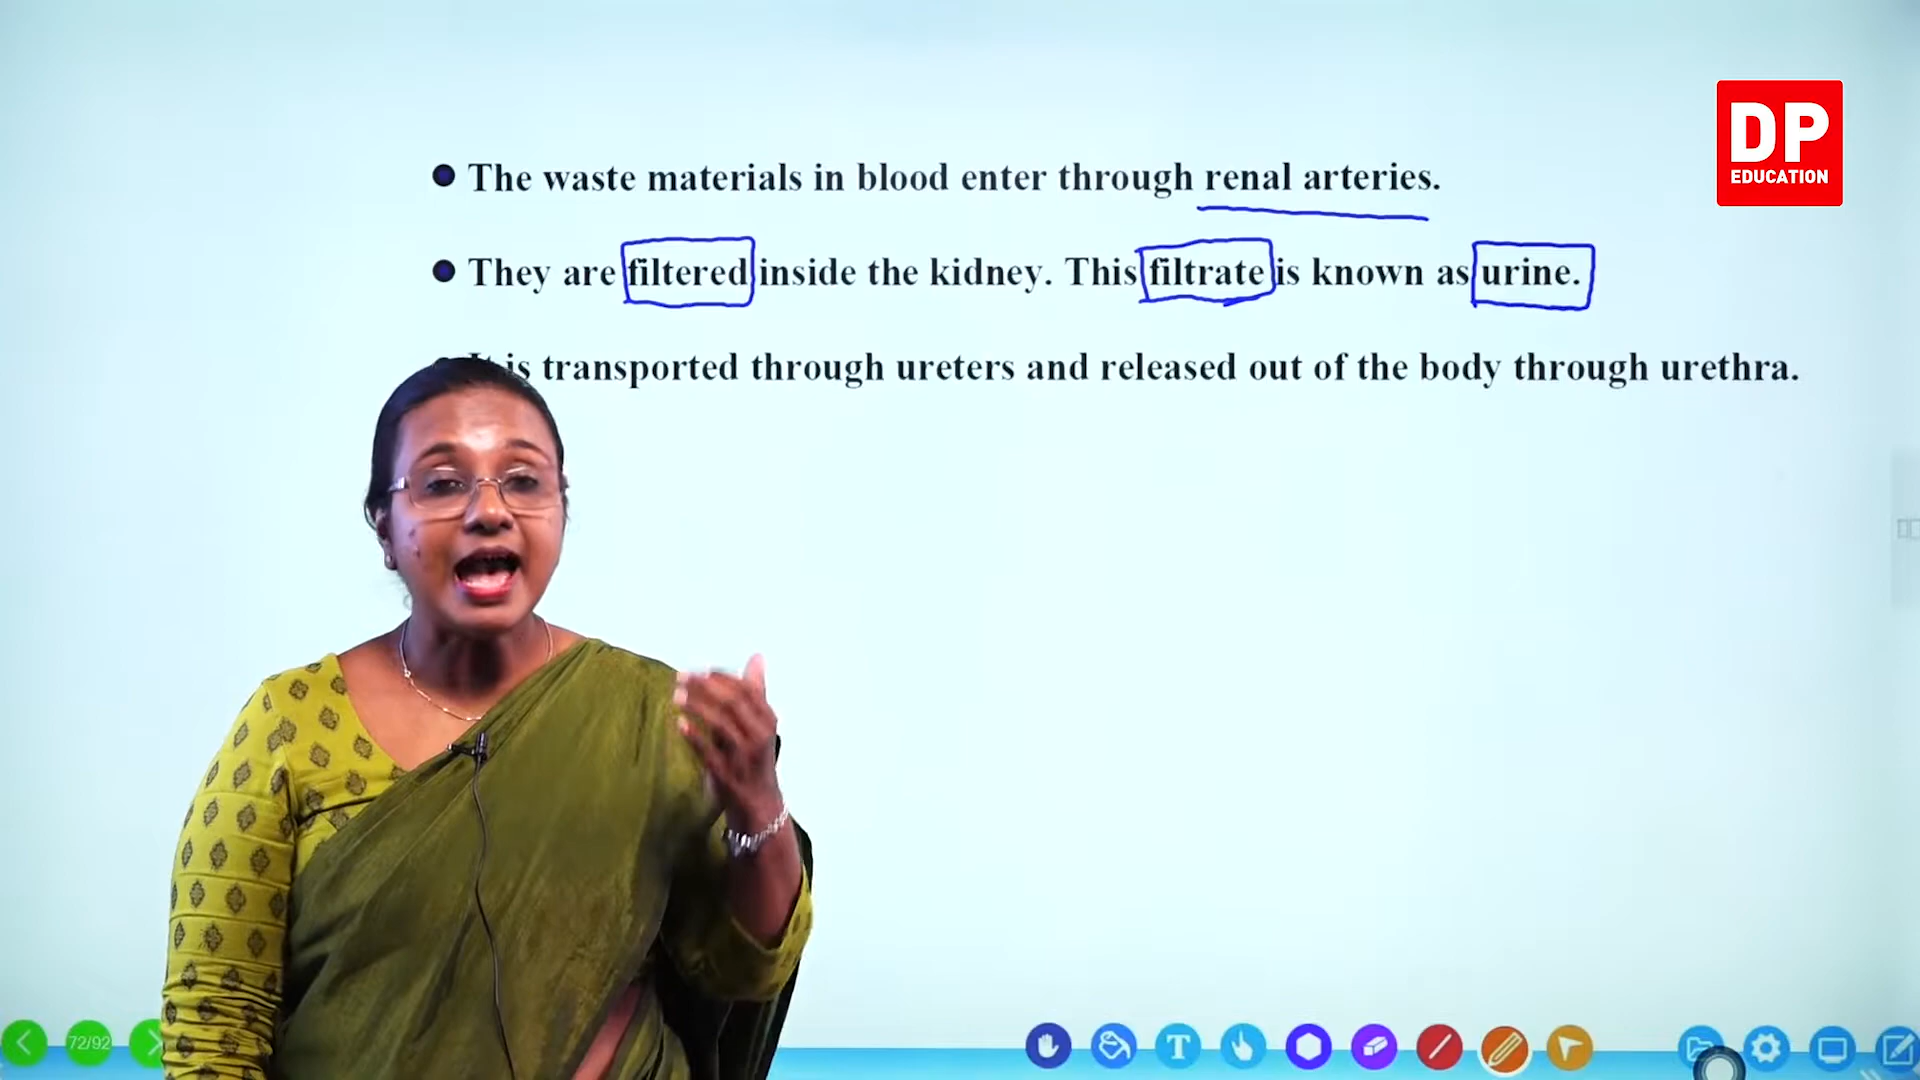 DP
EDUCATION
The waste materials in blood enter through renal arteries.
They are filtered inside the kidney. This filtrate is known as urine.
It is transported through ureters and released out of the body through urethra.
72/92
T